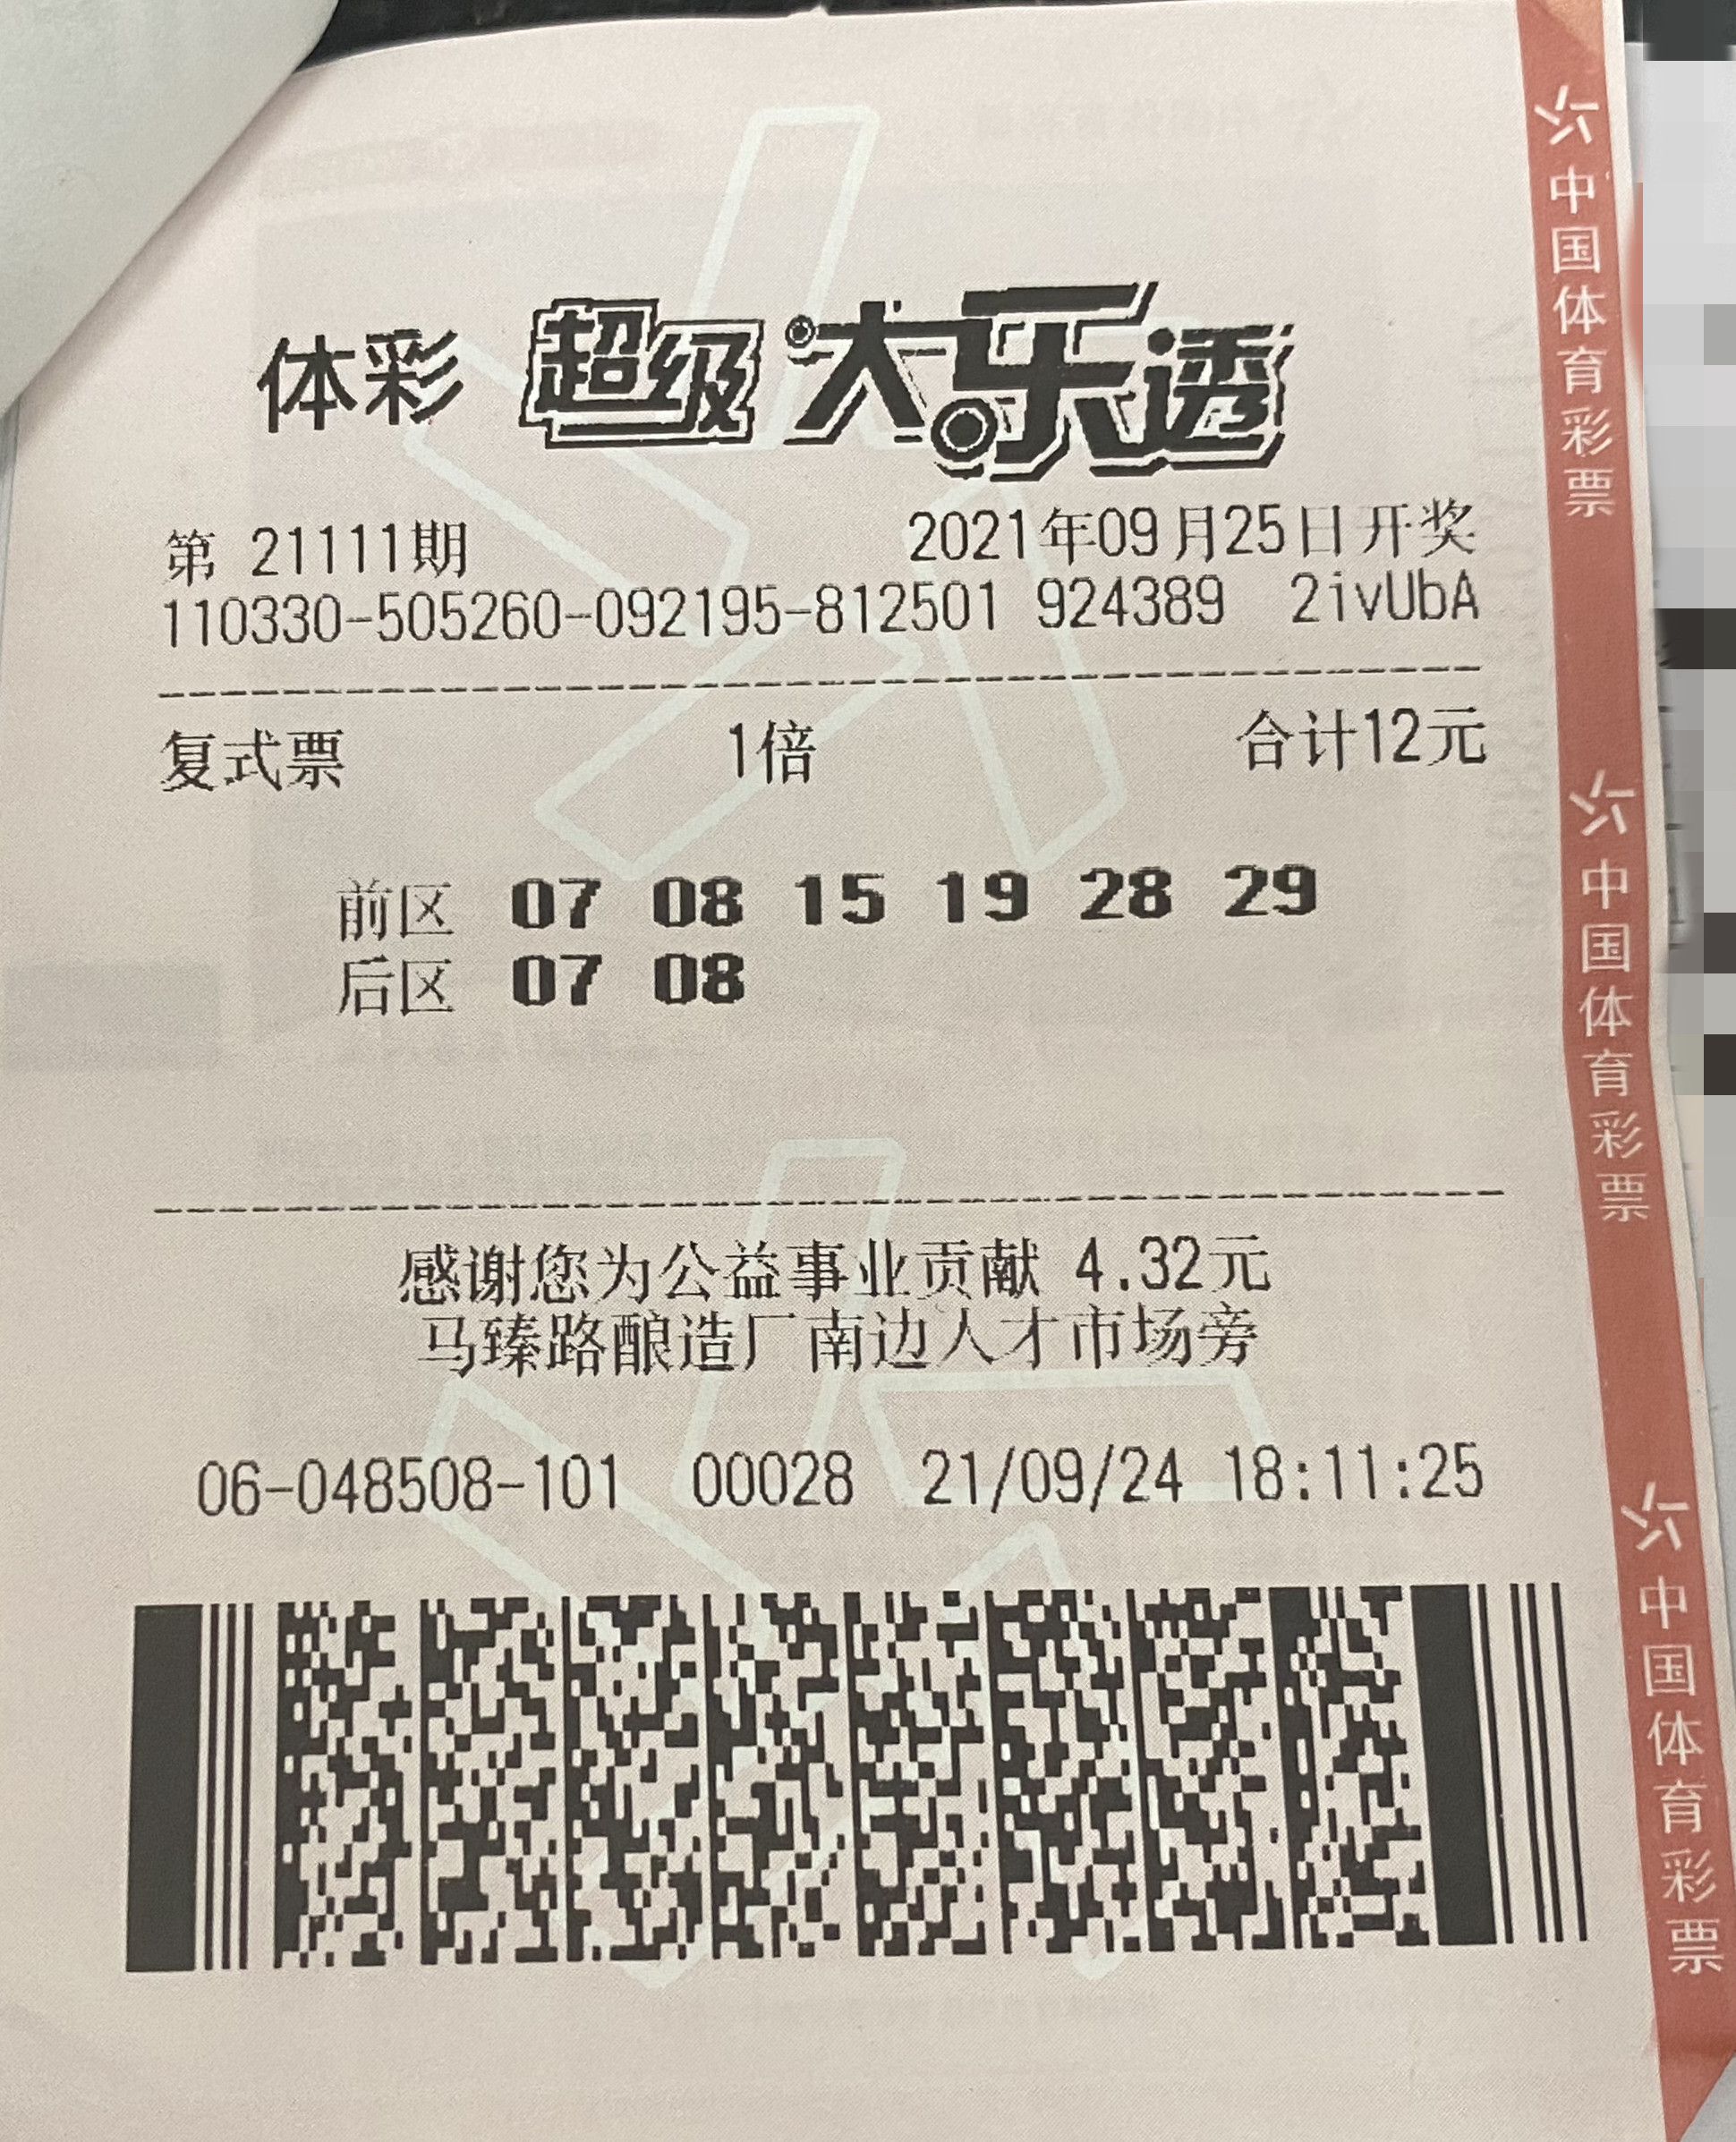 体彩 超级大乐透
第 21111期 2021年09月25日开奖
110330-505260-092195-812501 924389 2ivUbA
复式票 1倍 合计12元
前区 07 08 15 19 28 29
后区 07 08
感谢您为公益事业贡献 4.32元
马臻路酿造厂南边人才市场旁
06-048508-101 00028 21/09/24 18:11:25
中国体育彩票
中国体育彩票
中国体育彩票